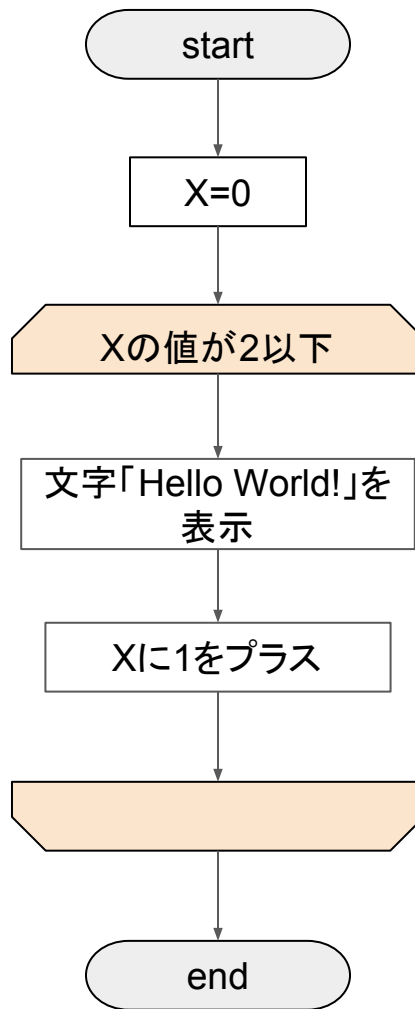 start
X=0
Xの値が2以下
文字「Hello World!」を
表示
Xに1をプラス
end